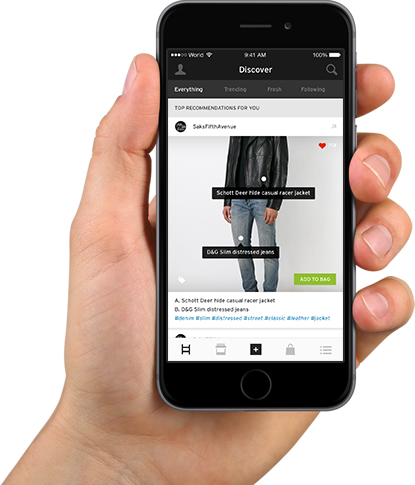 World 9:41 AM 100%
Discover
Everything Trending Fresh Following
TOP RECOMMENDATIONS FOR YOU
SaksFifthAvenue
Schott Deer hide casual racer jacket
D&G Slim distressed jeans
ADD TO BAG
A. Schott Deer hide casual racer jacket
B. D&G Slim distressed jeans
#denim #slim #distressed #street #classic #leather #jacket